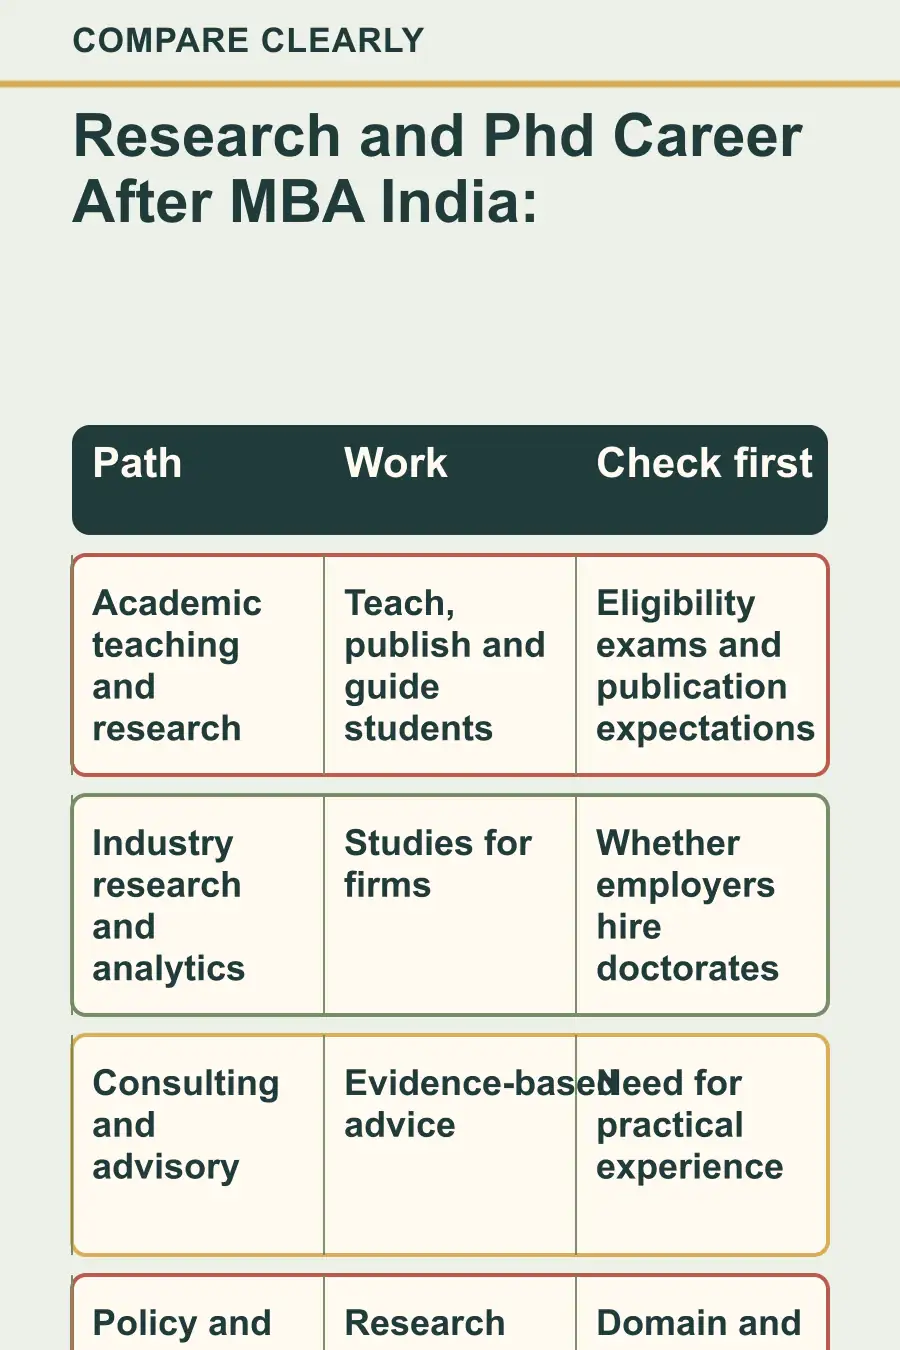 COMPARE CLEARLY
Research and Phd Career
After MBA India:
Path
Work
Check first
Academic
teaching
and
research
Teach,
publish and
guide
students
Eligibility
exams and
publication
expectations
Industry
research
and
analytics
Studies for
firms
Whether
employers
hire
doctorates
Consulting
and
advisory
Evidence-based
advice
Need for
practical
experience
Policy and
Research
Domain and